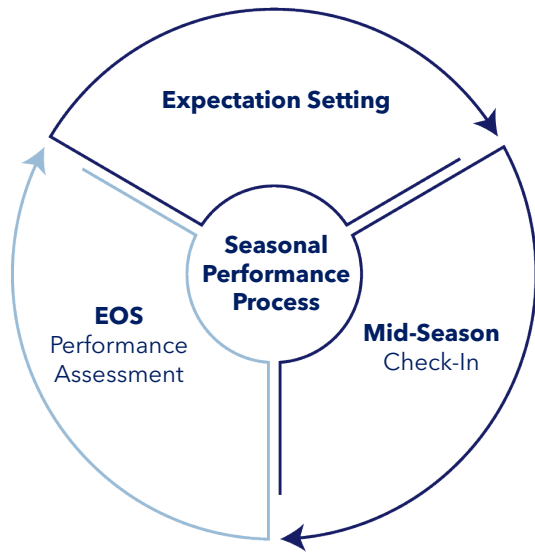 Expectation Setting
Seasonal
Performance
Process
EOS
Performance
Assessment
Mid-Season
Check-In